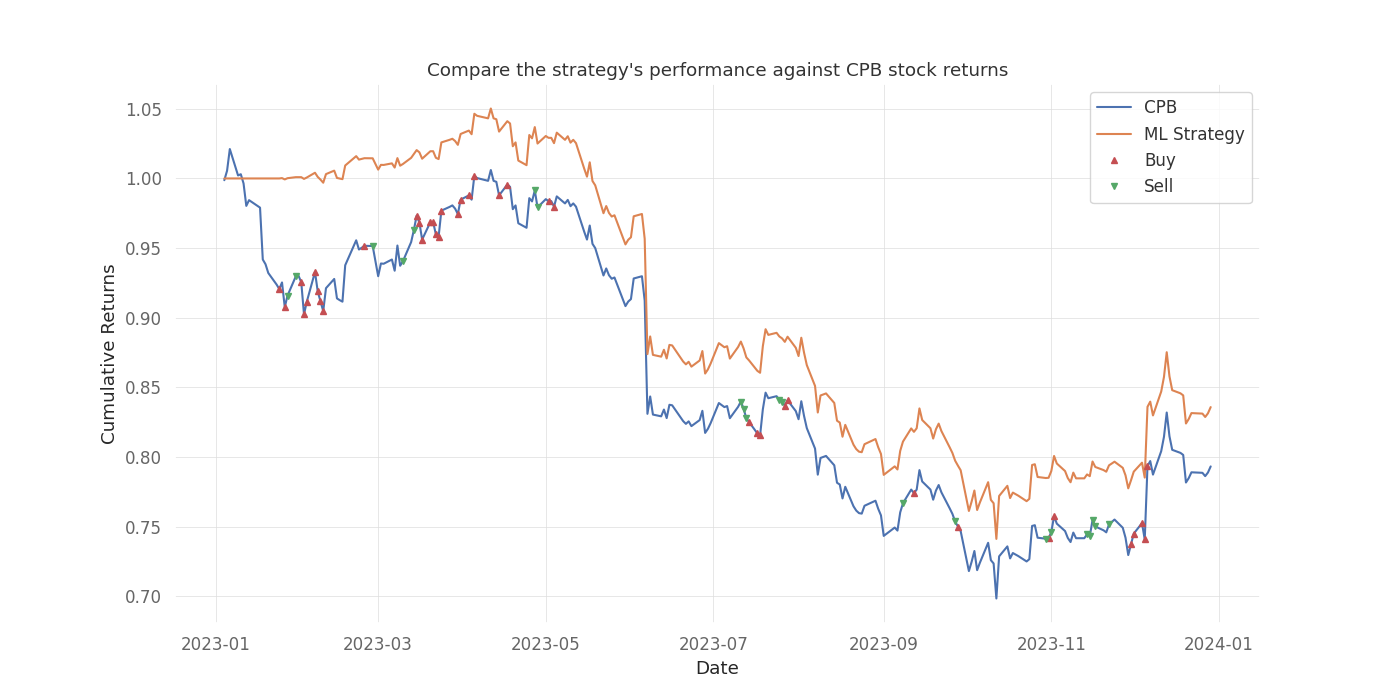 Compare the strategy's performance against CPB stock returns
CPB
ML Strategy
Buy
Sell
Cumulative Returns
1.05
1.00
0.95
0.90
0.85
0.80
0.75
0.70
2023-01 2023-03 2023-05 2023-07 2023-09 2023-11 2024-01
Date